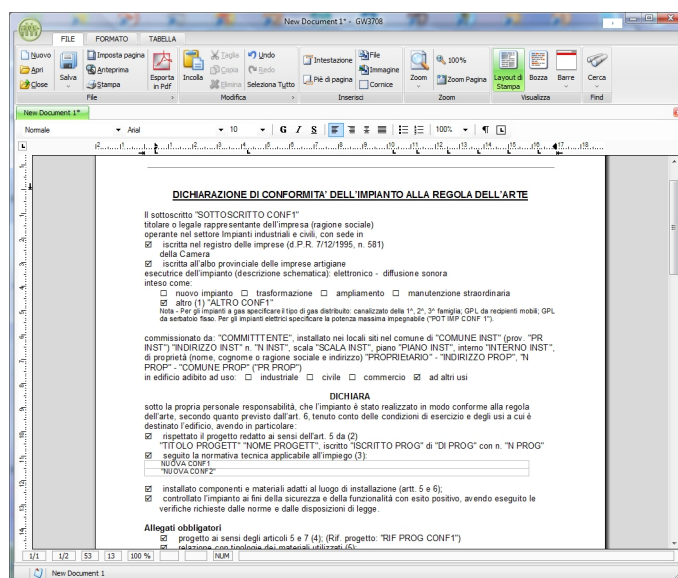 New Document 1* - GW3708
FILE FORMATO TABELLA
Nuovo
Apri
Close
Salva
Imposta pagina
Anteprima
Stampa
Esporta in Pdf
File
Incolla
Taglia
Copia
Elimina
Undo
Redo
Seleziona Tutto
Modifica
Intestazione
Piè di pagina
File
Immagine
Cornice
Inserisci
Zoom
100%
Zoom Pagina
Zoom
Layout di Stampa
Bozza
Barre
Visualizza
Cerca
Find
New Document 1*
Normale Arial 10 G I S 100%
DICHIARAZIONE DI CONFORMITA' DELL'IMPIANTO ALLA REGOLA DELL'ARTE
Il sottoscritto "SOTTOSCRITTO CONF1"
titolare o legale rappresentante dell'impresa (ragione sociale)
operante nel settore Impianti industriali e civili, con sede in
☑ iscritta nel registro delle imprese (d.P.R. 7/12/1995, n. 581)
della Camera
☑ iscritta all'albo provinciale delle imprese artigiane
esecutrice dell'impianto (descrizione schematica): elettronico - diffusione sonora
inteso come:
☐ nuovo impianto ☐ trasformazione ☐ ampliamento ☐ manutenzione straordinaria
☑ altro (1) "ALTRO CONF1"
Nota - Per gli impianti a gas specificare il tipo di gas distribuito: canalizzato della 1^, 2^, 3^ famiglia; GPL da recipienti mobili; GPL
da serbatoio fisso. Per gli impianti elettrici specificare la potenza massima impegnabile ("POT IMP CONF 1").
commissionato da: "COMMITTTENTE", installato nei locali siti nel comune di "COMUNE INST" (prov. "PR
INST") "INDIRIZZO INST" n. "N INST", scala "SCALA INST", piano "PIANO INST", interno "INTERNO INST",
di proprietà (nome, cognome o ragione sociale e indirizzo) "PROPRIEtARIO" - "INDIRIZZO PROP", "N
PROP" - "COMUNE PROP" ("PR PROP")
in edificio adibito ad uso: ☐ industriale ☐ civile ☐ commercio ☑ ad altri usi
DICHIARA
sotto la propria personale responsabilità, che l'impianto è stato realizzato in modo conforme alla regola
dell'arte, secondo quanto previsto dall'art. 6, tenuto conto delle condizioni di esercizio e degli usi a cui è
destinato l'edificio, avendo in particolare:
☑ rispettato il progetto redatto ai sensi dell'art. 5 da (2)
"TITOLO PROGETT" "NOME PROGETT", iscritto "ISCRITTO PROG" di "DI PROG" con n. "N PROG"
☑ seguito la normativa tecnica applicabile all'impiego (3):
NUOVA CONF1
"NUOVA CONF2"
☑ installato componenti e materiali adatti al luogo di installazione (artt. 5 e 6);
☑ controllato l'impianto ai fini della sicurezza e della funzionalità con esito positivo, avendo eseguito le
verifiche richieste dalle norme e dalle disposizioni di legge.
Allegati obbligatori
☑ progetto ai sensi degli articoli 5 e 7 (4); (Rif. progetto: "RIF PROG CONF1")
☑ relazione con tipologie dei materiali utilizzati (5);
1/1 1/2 53 13 100 % NUM
New Document 1